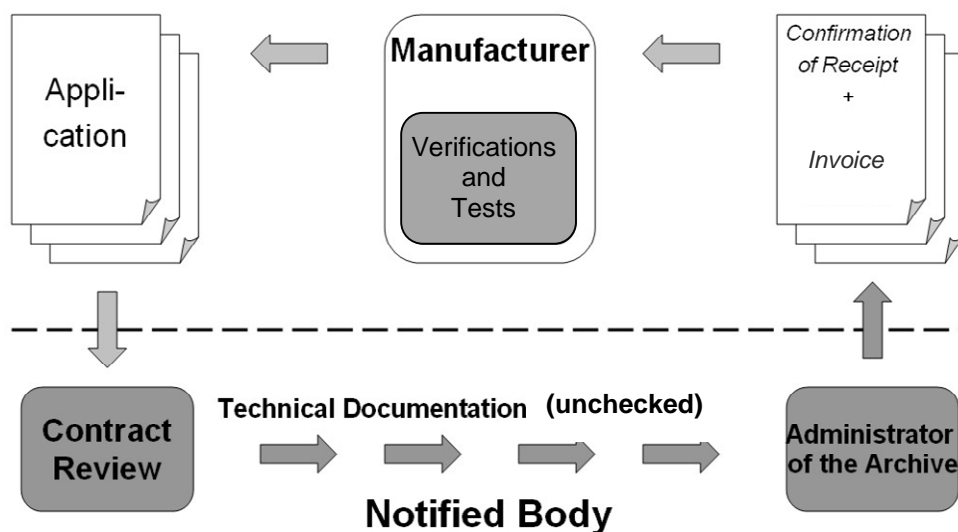 Appli-
cation
Manufacturer
Verifications
and
Tests
Confirmation
of Receipt
+
Invoice
Contract
Review
Technical Documentation (unchecked)
Administrator
of the Archive
Notified Body